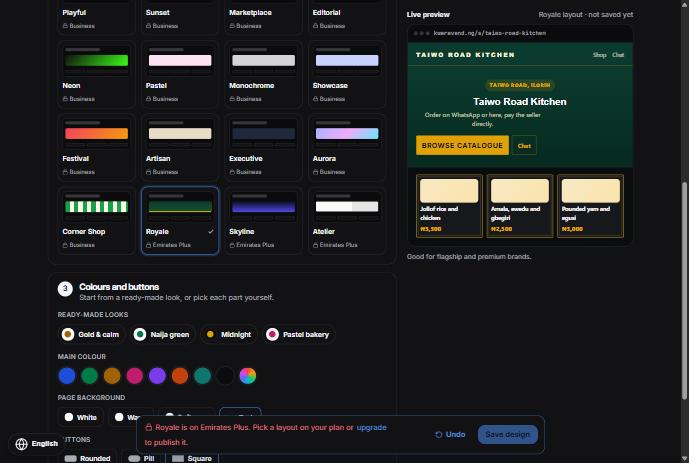 Playful
Business
Sunset
Business
Marketplace
Business
Editorial
Business
Neon
Business
Pastel
Business
Monochrome
Business
Showcase
Business
Festival
Business
Artisan
Business
Executive
Business
Aurora
Business
Corner Shop
Business
Royale
Emirates Plus
Skyline
Emirates Plus
Atelier
Emirates Plus
3
Colours and buttons
Start from a ready-made look, or pick each part yourself.
READY-MADE LOOKS
Gold & calm
Naija green
Midnight
Pastel bakery
MAIN COLOUR
PAGE BACKGROUND
White
UTTONS
Rounded
Pill
Square
English
Royale is on Emirates Plus. Pick a layout on your plan or upgrade
to publish it.
Undo
Save design
Live preview
Royale layout · not saved yet
kwaravend.ng/s/taiwo-road-kitchen
TAIWO ROAD KITCHEN
Shop
Chat
TAIWO ROAD, ILORIN
Taiwo Road Kitchen
Order on WhatsApp or here, pay the seller
directly.
BROWSE CATALOGUE
Chat
Jollof rice and
chicken
₦3,500
Amala, ewedu and
gbegiri
₦2,500
Pounded yam and
egusi
₦3,000
Good for flagship and premium brands.